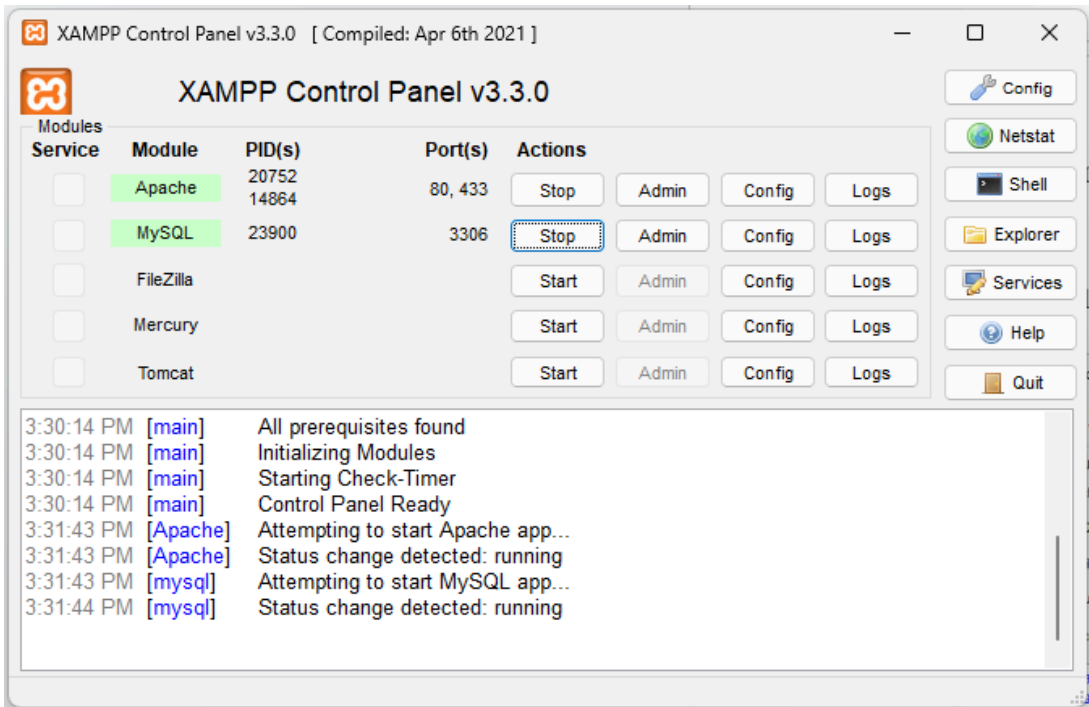 XAMPP Control Panel v3.3.0 [ Compiled: Apr 6th 2021 ]
XAMPP Control Panel v3.3.0
Config
Modules
Service Module PID(s) Port(s) Actions
Netstat
Apache 20752 14864 80, 433 Stop Admin Config Logs
Shell
MySQL 23900 3306 Stop Admin Config Logs
Explorer
FileZilla Start Admin Config Logs
Services
Mercury Start Admin Config Logs
Help
Tomcat Start Admin Config Logs
Quit
3:30:14 PM [main] All prerequisites found
3:30:14 PM [main] Initializing Modules
3:30:14 PM [main] Starting Check-Timer
3:30:14 PM [main] Control Panel Ready
3:31:43 PM [Apache] Attempting to start Apache app...
3:31:43 PM [Apache] Status change detected: running
3:31:43 PM [mysql] Attempting to start MySQL app...
3:31:44 PM [mysql] Status change detected: running